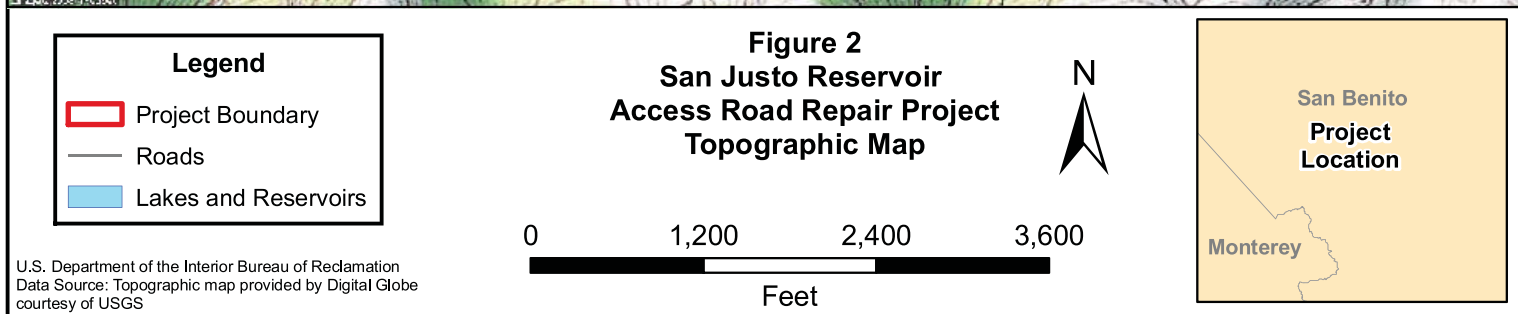 Legend
Project Boundary
Roads
Lakes and Reservoirs
U.S. Department of the Interior Bureau of Reclamation
Data Source: Topographic map provided by Digital Globe
courtesy of USGS
Figure 2
San Justo Reservoir
Access Road Repair Project
Topographic Map
N
0 1,200 2,400 3,600
Feet
San Benito
Project
Location
Monterey